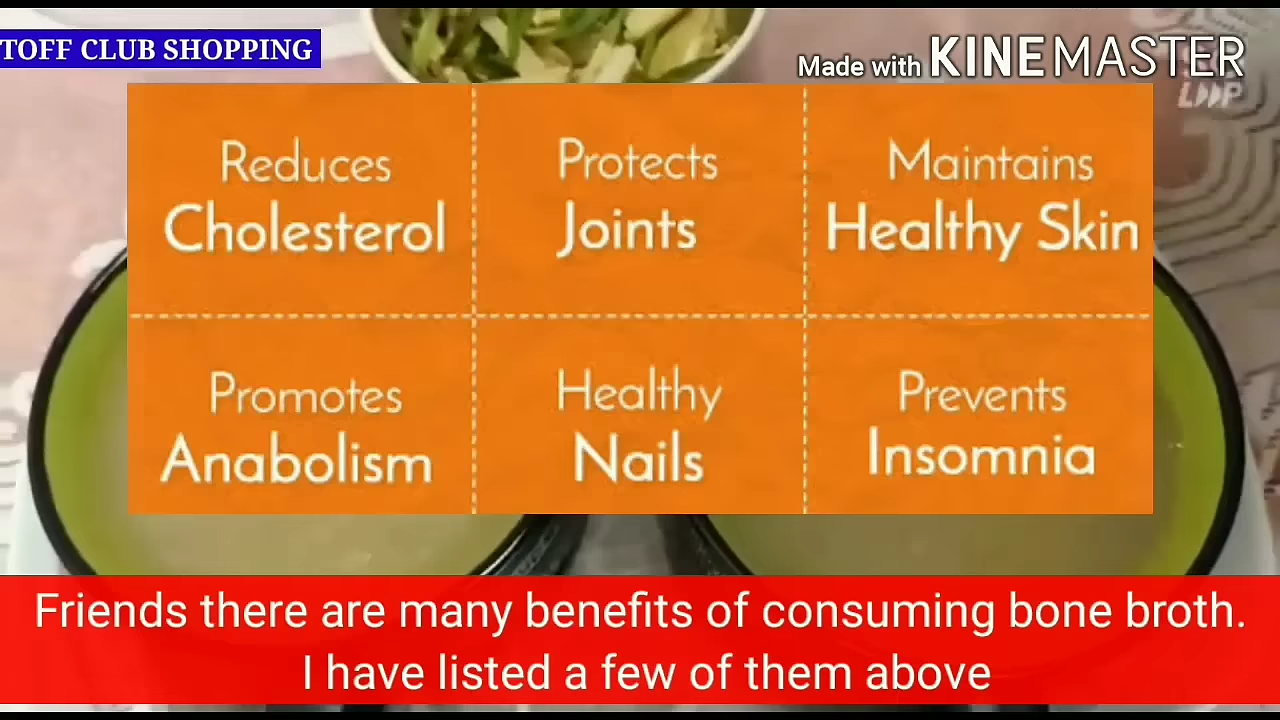 TOFF CLUB SHOPPING
Made with KINEMASTER
LOOP
Reduces
Cholesterol
Protects
Joints
Maintains
Healthy Skin
Promotes
Anabolism
Healthy
Nails
Prevents
Insomnia
Friends there are many benefits of consuming bone broth.
I have listed a few of them above